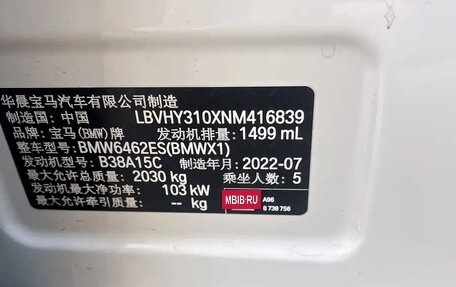 华晨宝马汽车有限公司制造
制造国: 中国 LBVHY310XNM416839
品牌: 宝马(BMW)牌 发动机排量: 1499 mL
整车型号: BMW6462ES(BMWX1)
发动机型号: B38A15C 制造年月: 2022-07
最大允许总质量: 2030 kg 乘坐人数: 5
发动机最大净功率: 103 kW
最大允许牵引质量: -- kg
MBIB.RU
A96
8 738 756